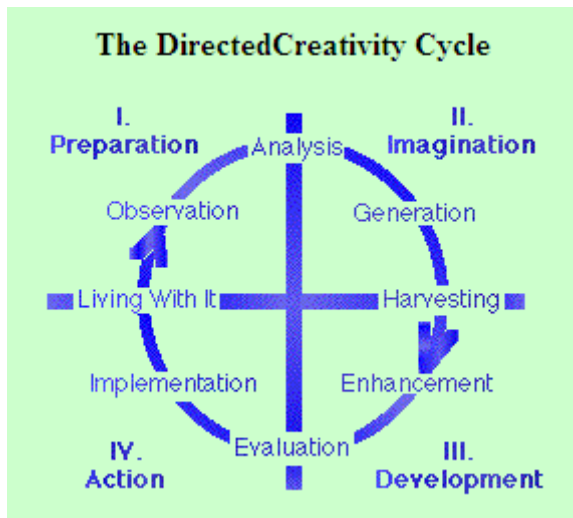 The DirectedCreativity Cycle
I.
Preparation
II.
Imagination
Analysis
Observation
Generation
Living With It
Harvesting
Implementation
Enhancement
Evaluation
IV.
Action
III.
Development